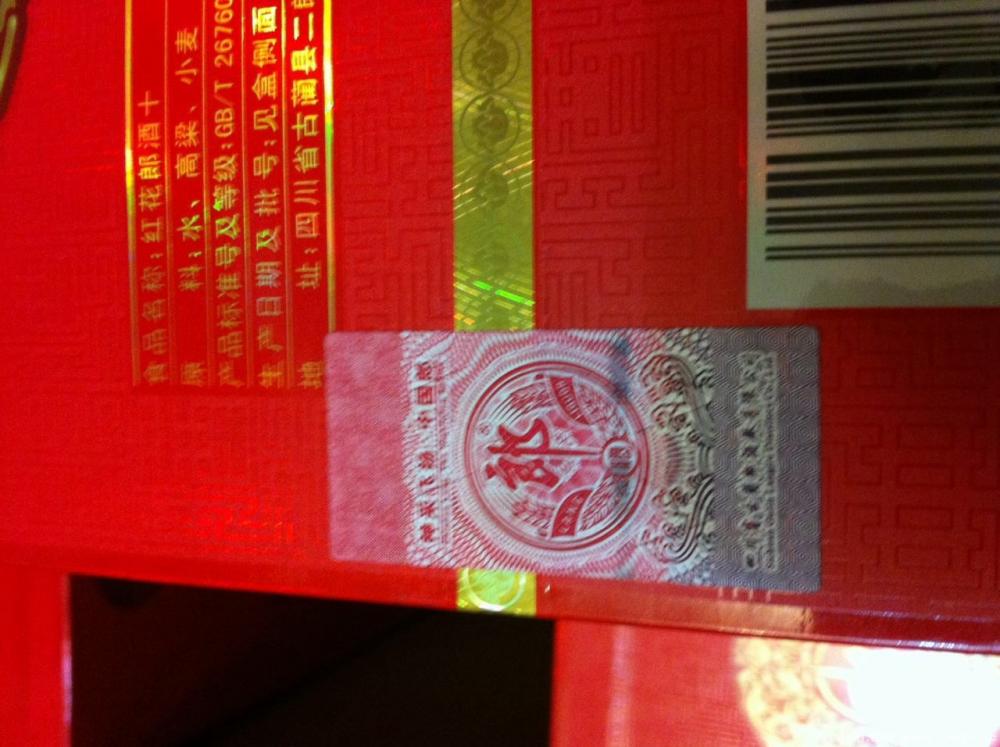 食品名称:红花郎酒十
原 料:水、高粱、小麦
产品标准号及等级:GB/T 26760
生产日期及批号:见盒侧面
地 址:四川省古蔺县二郎
神采飞扬 中国郎
郎